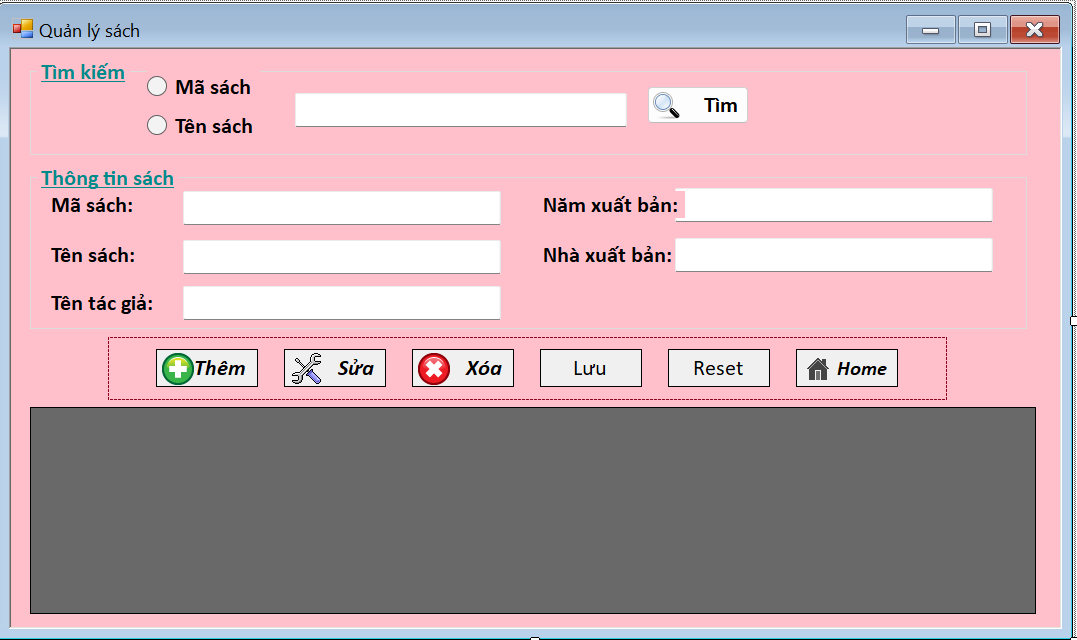 Quản lý sách
Tìm kiếm
Mã sách
Tên sách
Tìm
Thông tin sách
Mã sách:
Năm xuất bản:
Tên sách:
Nhà xuất bản:
Tên tác giả:
Thêm
Sửa
Xóa
Lưu
Reset
Home